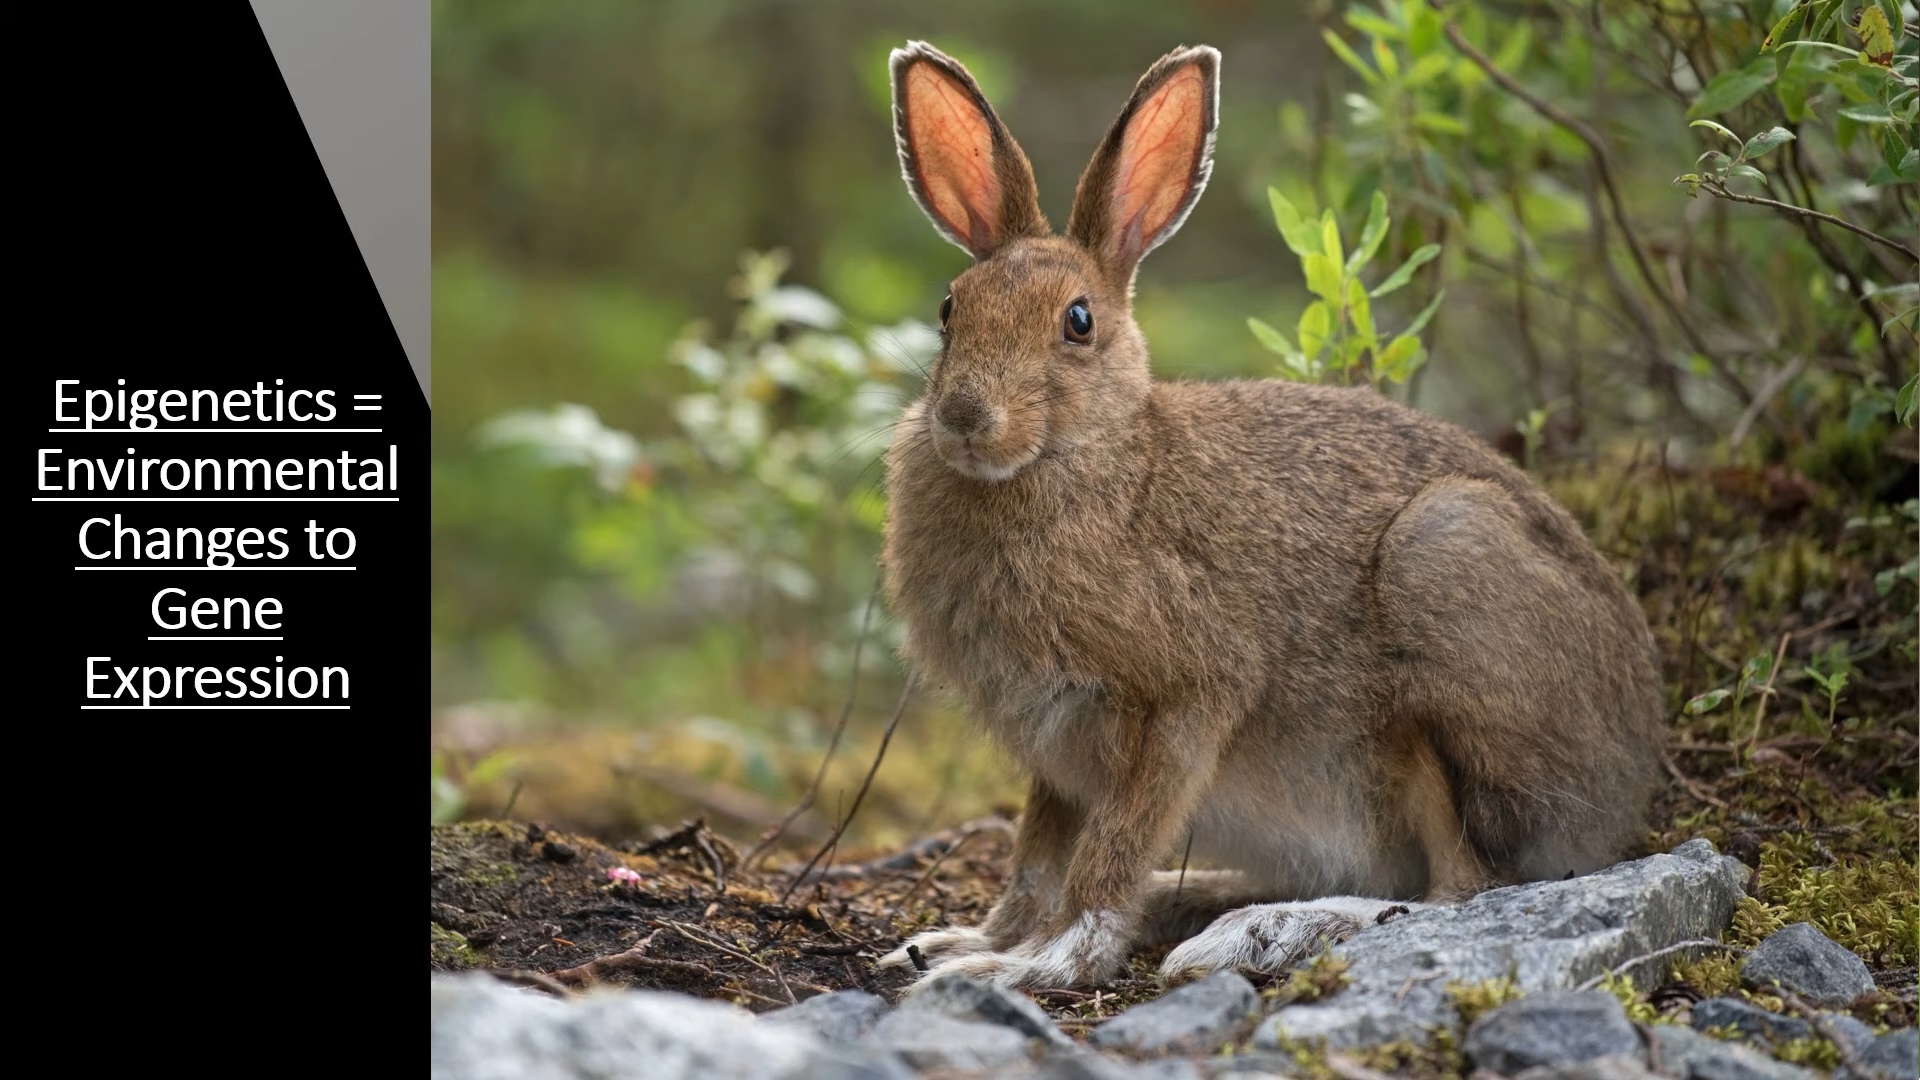 Epigenetics =
Environmental
Changes to
Gene
Expression